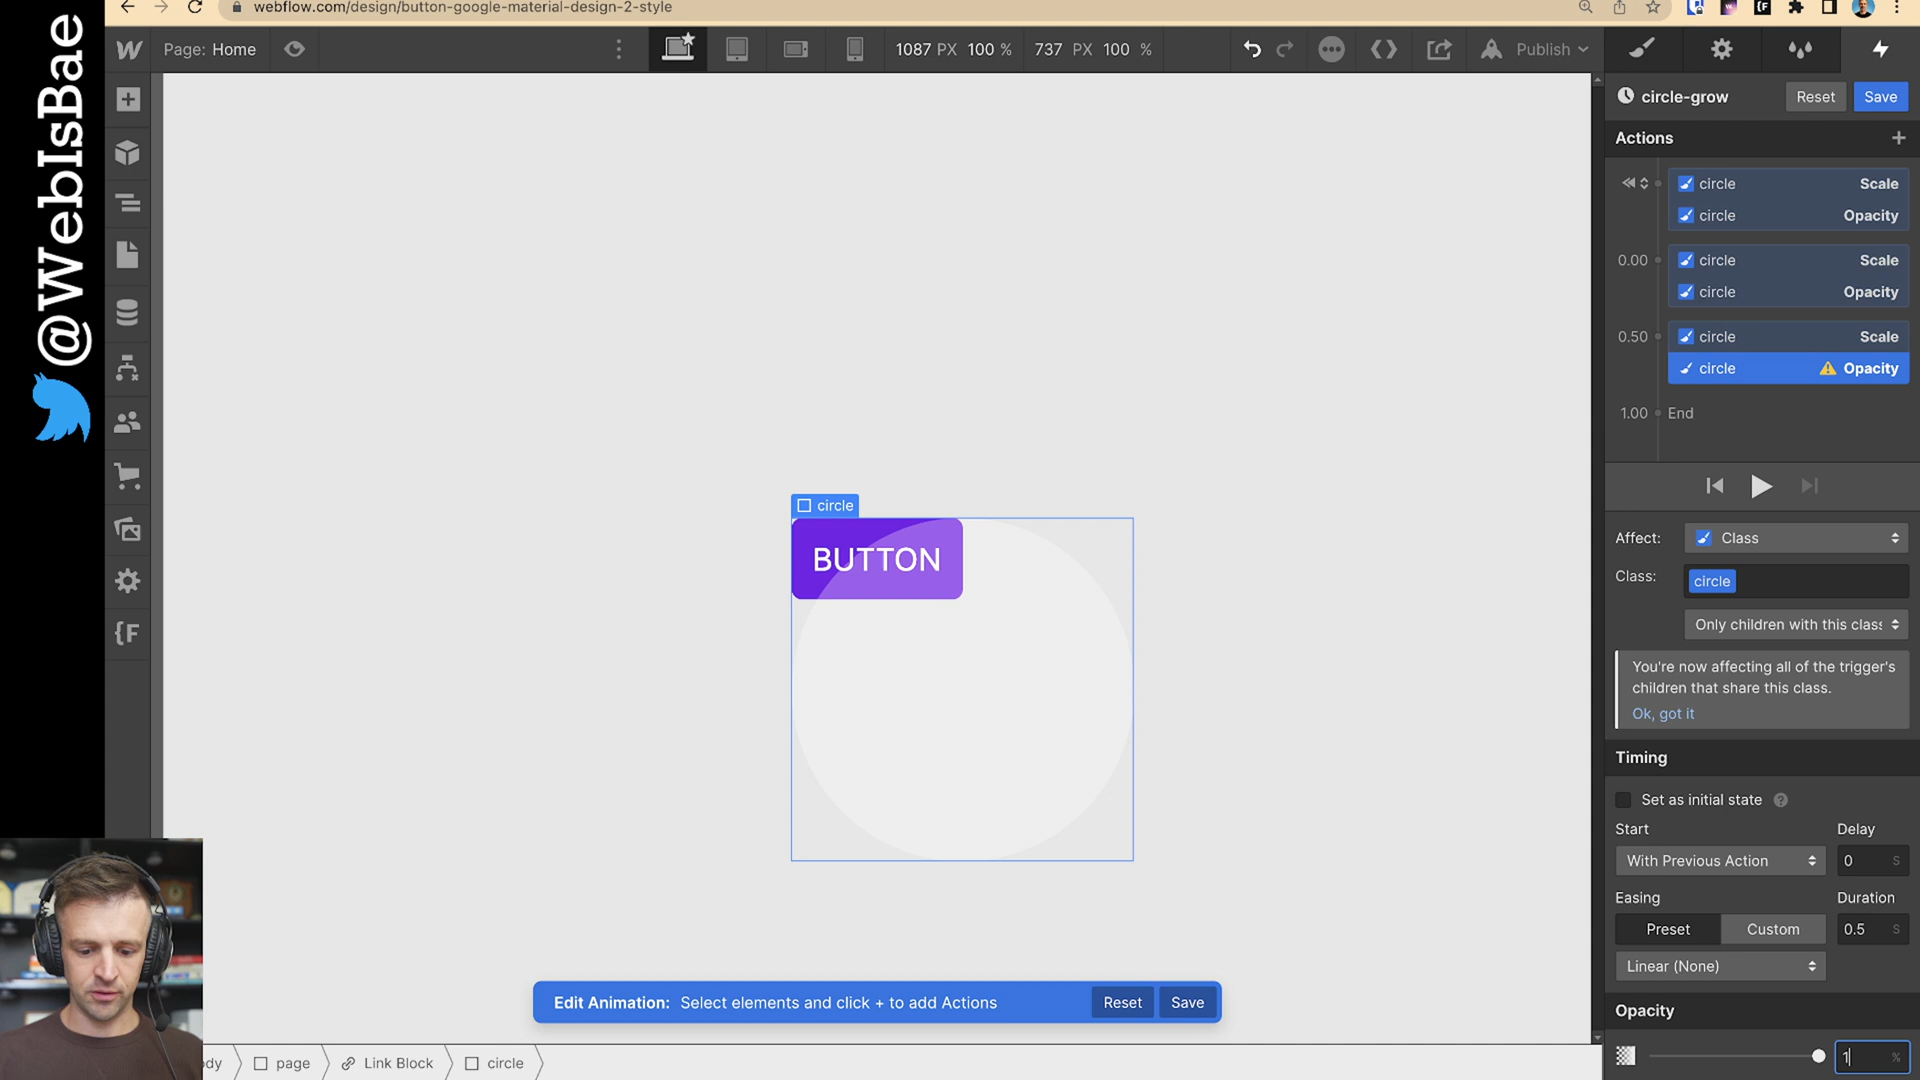 @WebIsBae
webflow.com/design/button-google-material-design-2-style
Page: Home
1087 PX 100 % 737 PX 100 %
Publish
circle-grow
Reset
Save
Actions
circle Scale
circle Opacity
0.00 circle Scale
circle Opacity
0.50 circle Scale
circle Opacity
1.00 End
Affect: Class
Class: circle
Only children with this class
You're now affecting all of the trigger's
children that share this class.
Ok, got it
Timing
Set as initial state
Start Delay
With Previous Action 0 S
Easing Duration
Preset Custom 0.5 S
Linear (None)
Opacity
1 %
circle
BUTTON
Edit Animation: Select elements and click + to add Actions
Reset
Save
dy page Link Block circle